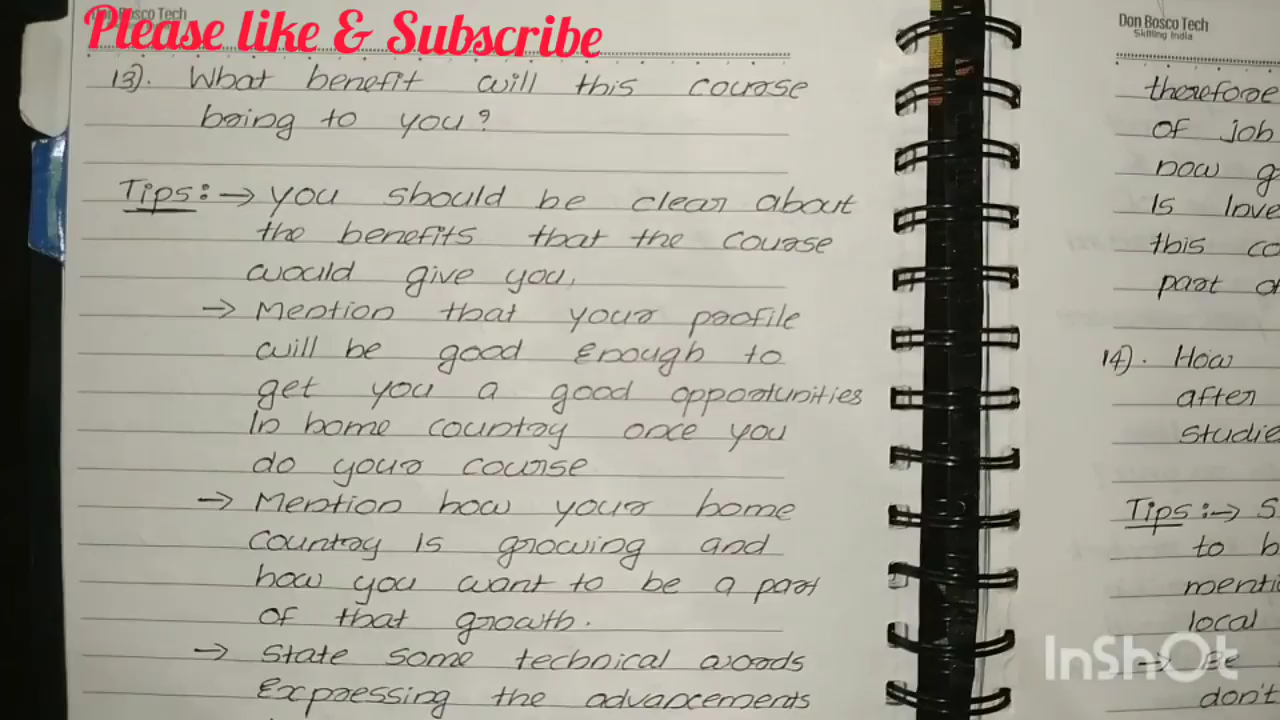 Don Bosco Tech
Please like & Subscribe
13). What benefit will this course
bring to you?
Tips:→ you should be clear about
the benefits that the course
would give you.
→ Mention that your profile
will be good enough to
get you a good opportunities
In home country once you
do your course
→ Mention how your home
country is growing and
how you want to be a part
of that growth.
→ State some technical words
Expressing the advancements
Don Bosco Tech
Skilling India
therefore
of job
now g
Is love
this co
part of
14). How
after
studie
Tips:→ S
to b
menti
local
→ Be
don't
InShOt